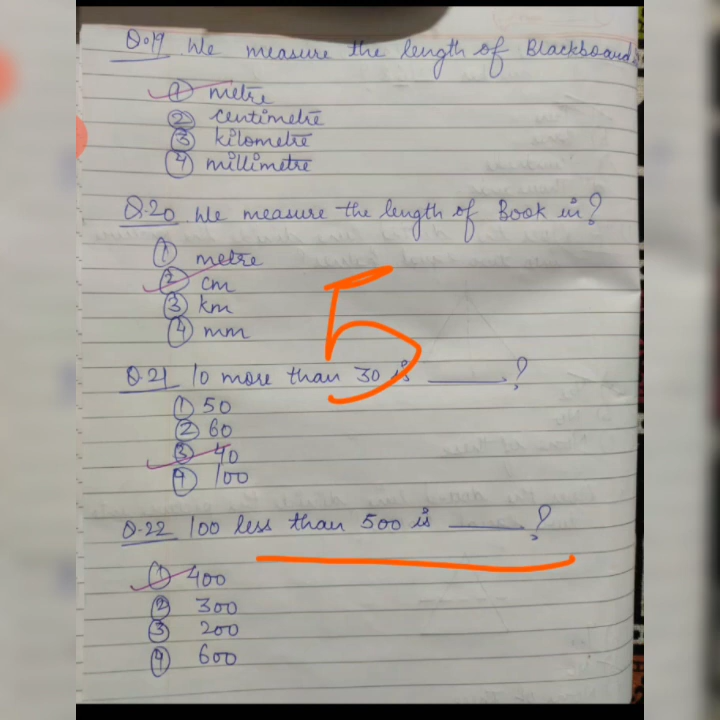 Q.19 We measure the length of Blackboard
① metre
② centimetre
③ kilometre
④ millimetre
Q.20 We measure the length of Book in?
① metre
② cm
③ km
④ mm
5
Q.21 10 more than 30 is ______?
① 50
② 60
③ 40
④ 100
Q.22 100 less than 500 is ______?
① 400
② 300
③ 200
④ 600